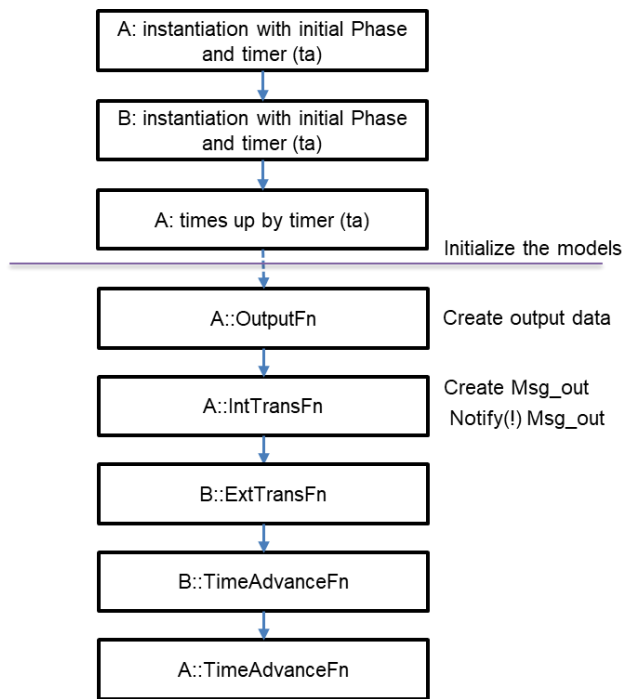 A: instantiation with initial Phase
and timer (ta)
B: instantiation with initial Phase
and timer (ta)
A: times up by timer (ta)
Initialize the models
A::OutputFn
Create output data
A::IntTransFn
Create Msg_out
Notify(!) Msg_out
B::ExtTransFn
B::TimeAdvanceFn
A::TimeAdvanceFn